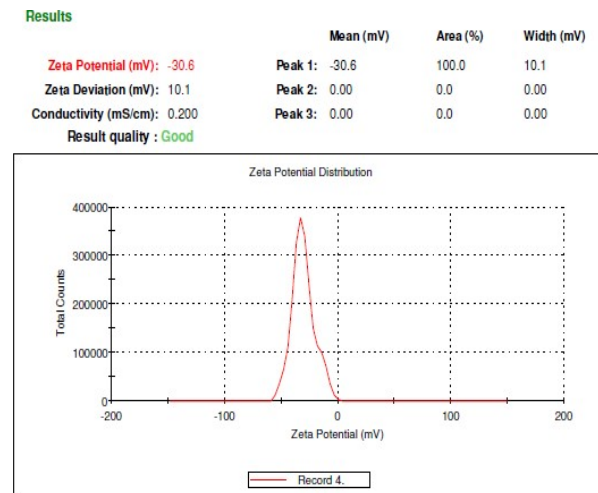 Results
Mean (mV) Area (%) Width (mV)
Zeta Potential (mV): -30.6 Peak 1: -30.6 100.0 10.1
Zeta Deviation (mV): 10.1 Peak 2: 0.00 0.0 0.00
Conductivity (mS/cm): 0.200 Peak 3: 0.00 0.0 0.00
Result quality : Good
Zeta Potential Distribution
400000
300000
200000
100000
0
Total Counts
-200 -100 0 100 200
Zeta Potential (mV)
Record 4.